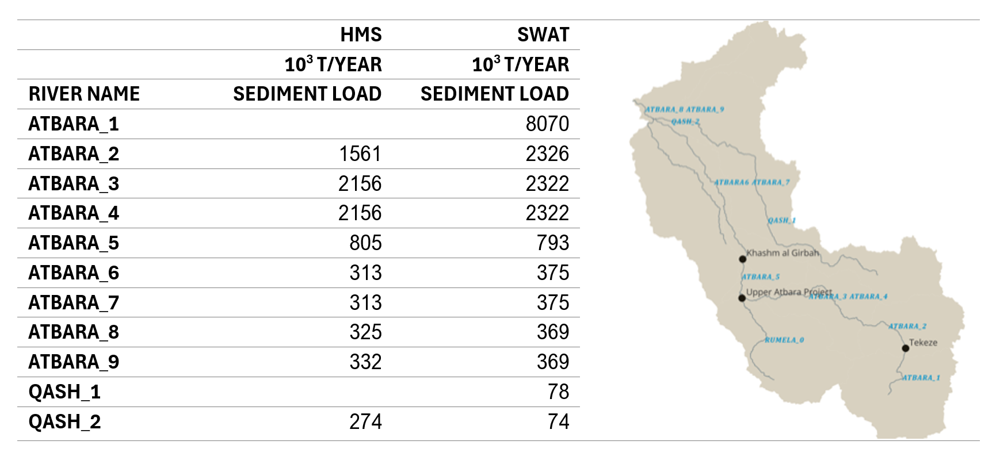 HMS SWAT
10³ T/YEAR 10³ T/YEAR
RIVER NAME SEDIMENT LOAD SEDIMENT LOAD
ATBARA_1 8070
ATBARA_2 1561 2326
ATBARA_3 2156 2322
ATBARA_4 2156 2322
ATBARA_5 805 793
ATBARA_6 313 375
ATBARA_7 313 375
ATBARA_8 325 369
ATBARA_9 332 369
QASH_1 78
QASH_2 274 74
ATBARA_8 ATBARA_9
QASH_2
ATBARA6 ATBARA_7
QASH_1
Khashm al Girbah
ATBARA_5
Upper Atbara Project
ATBARA_3 ATBARA_4
ATBARA_2
RUMELA_0
Tekeze
ATBARA_1